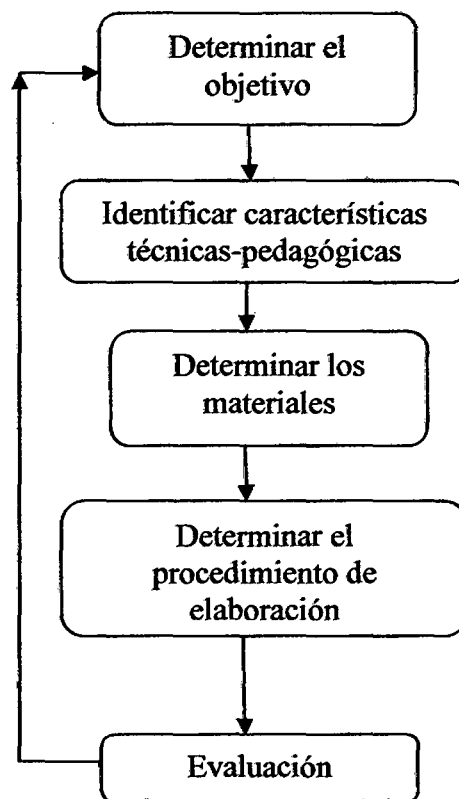 Determinar el
objetivo
Identificar características
técnicas-pedagógicas
Determinar los
materiales
Determinar el
procedimiento de
elaboración
Evaluación